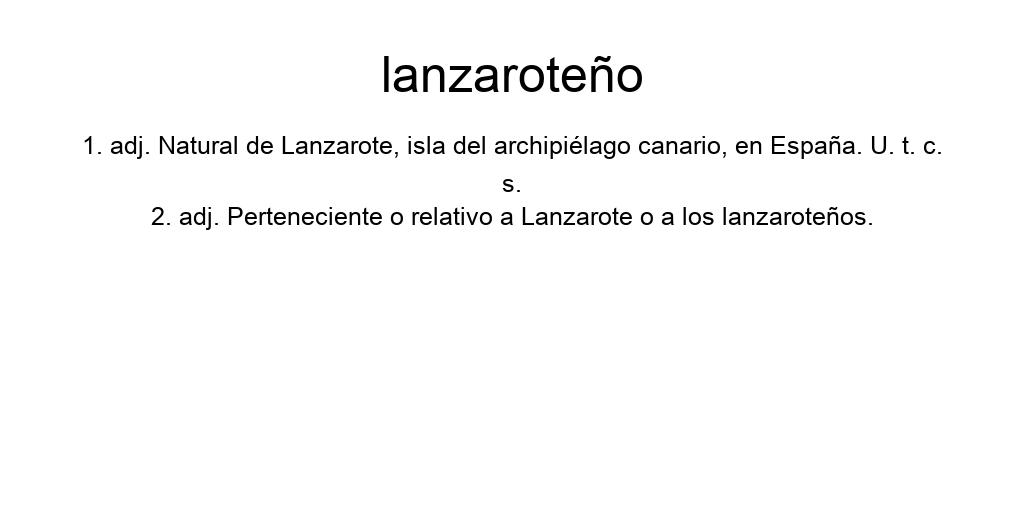 lanzaroteño
1. adj. Natural de Lanzarote, isla del archipiélago canario, en España. U. t. c.
s.
2. adj. Perteneciente o relativo a Lanzarote o a los lanzaroteños.